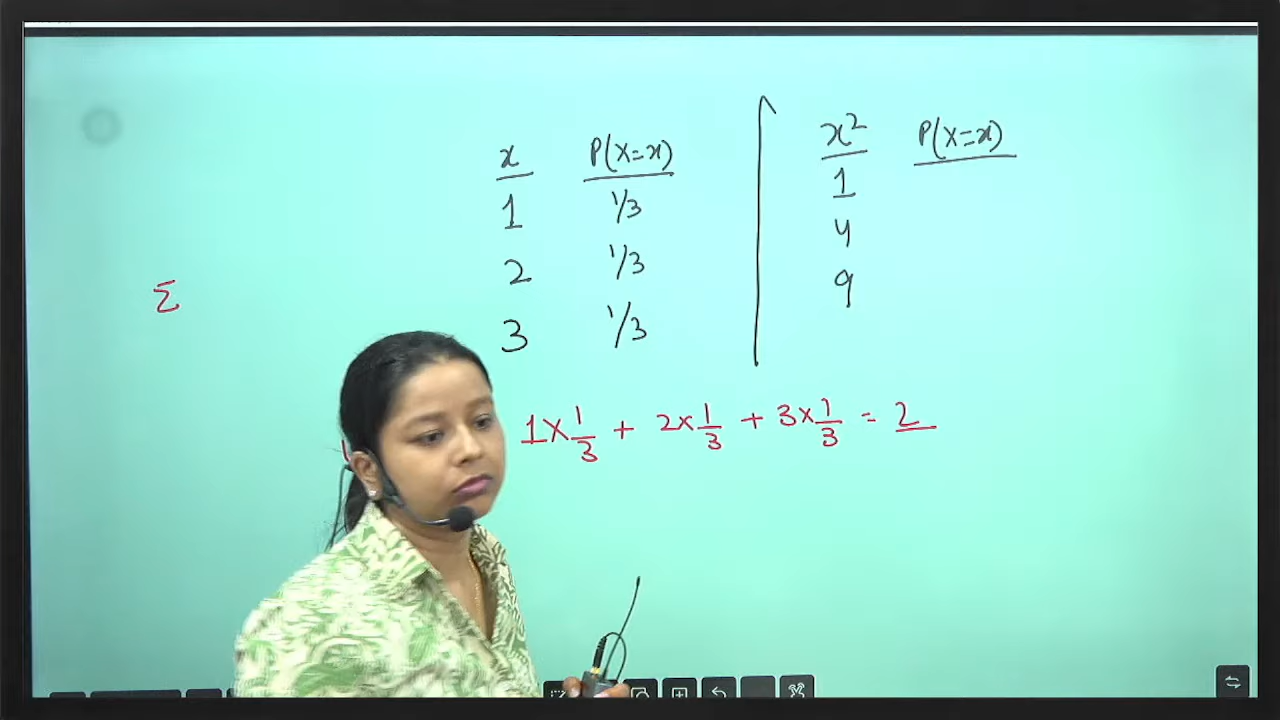 x P(X=x)
1 1/3
2 1/3
3 1/3
x² P(X=x)
1
4
9
Σ
1×1/3 + 2×1/3 + 3×1/3 = 2